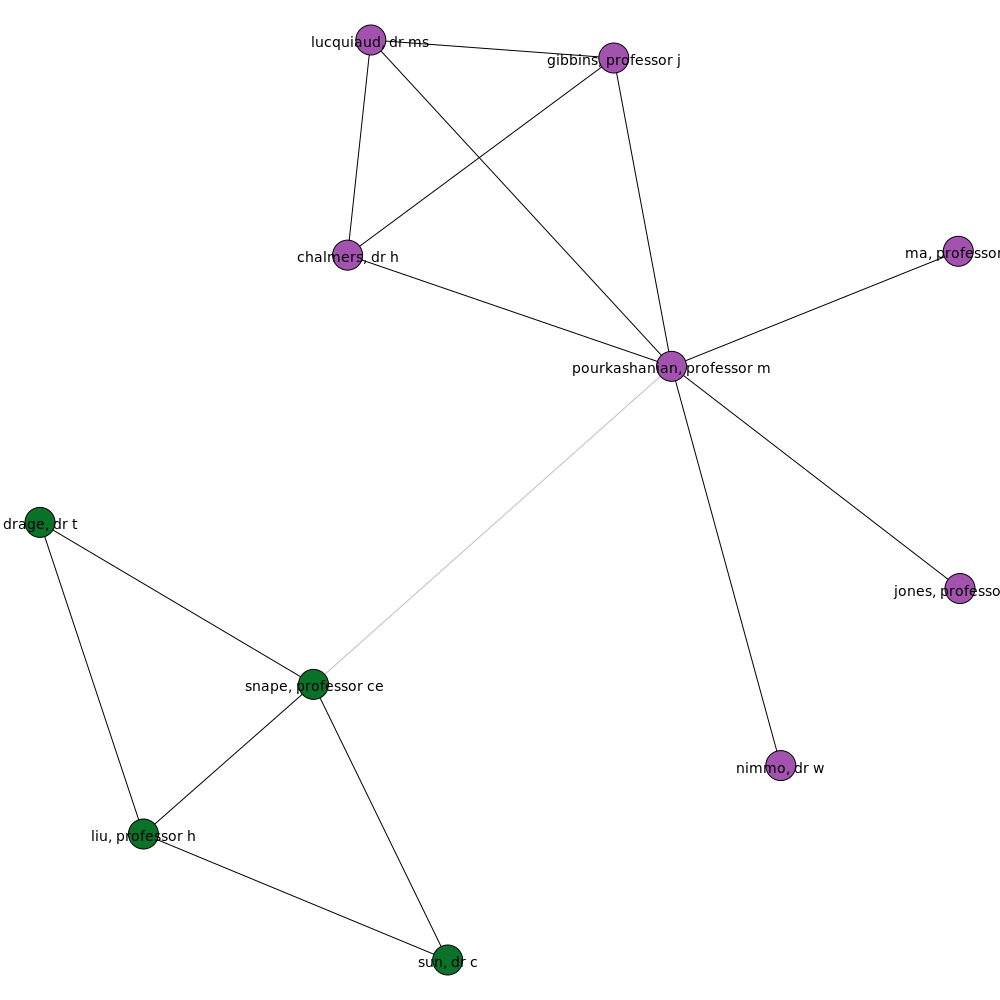 lucquiaud, dr ms
gibbins, professor j
chalmers, dr h
ma, professor
pourkashanian, professor m
drage, dr t
jones, professo
snape, professor ce
nimmo, dr w
liu, professor h
sun, dr c